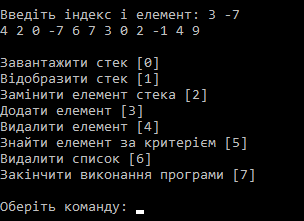 Введіть індекс і елемент: 3 -7
4 2 0 -7 6 7 3 0 2 -1 4 9
Завантажити стек [0]
Відобразити стек [1]
Замінити елемент стека [2]
Додати елемент [3]
Видалити елемент [4]
Знайти елемент за критерієм [5]
Видалити список [6]
Закінчити виконання програми [7]
Оберіть команду: